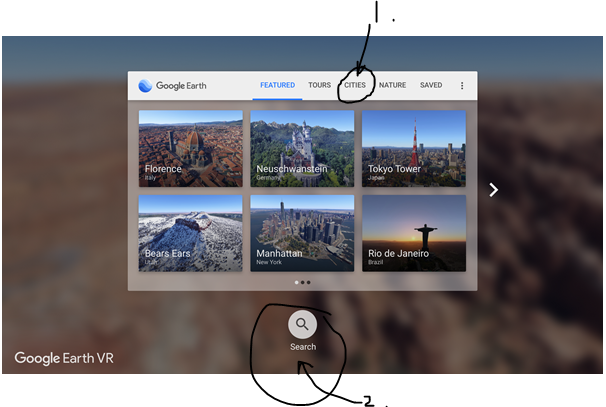 1.
Google Earth FEATURED TOURS CITIES NATURE SAVED
Florence Neuschwanstein Tokyo Tower
Italy Germany Japan
Bears Ears Manhattan Rio de Janeiro
Utah New York Brazil
Search
Google Earth VR
2.